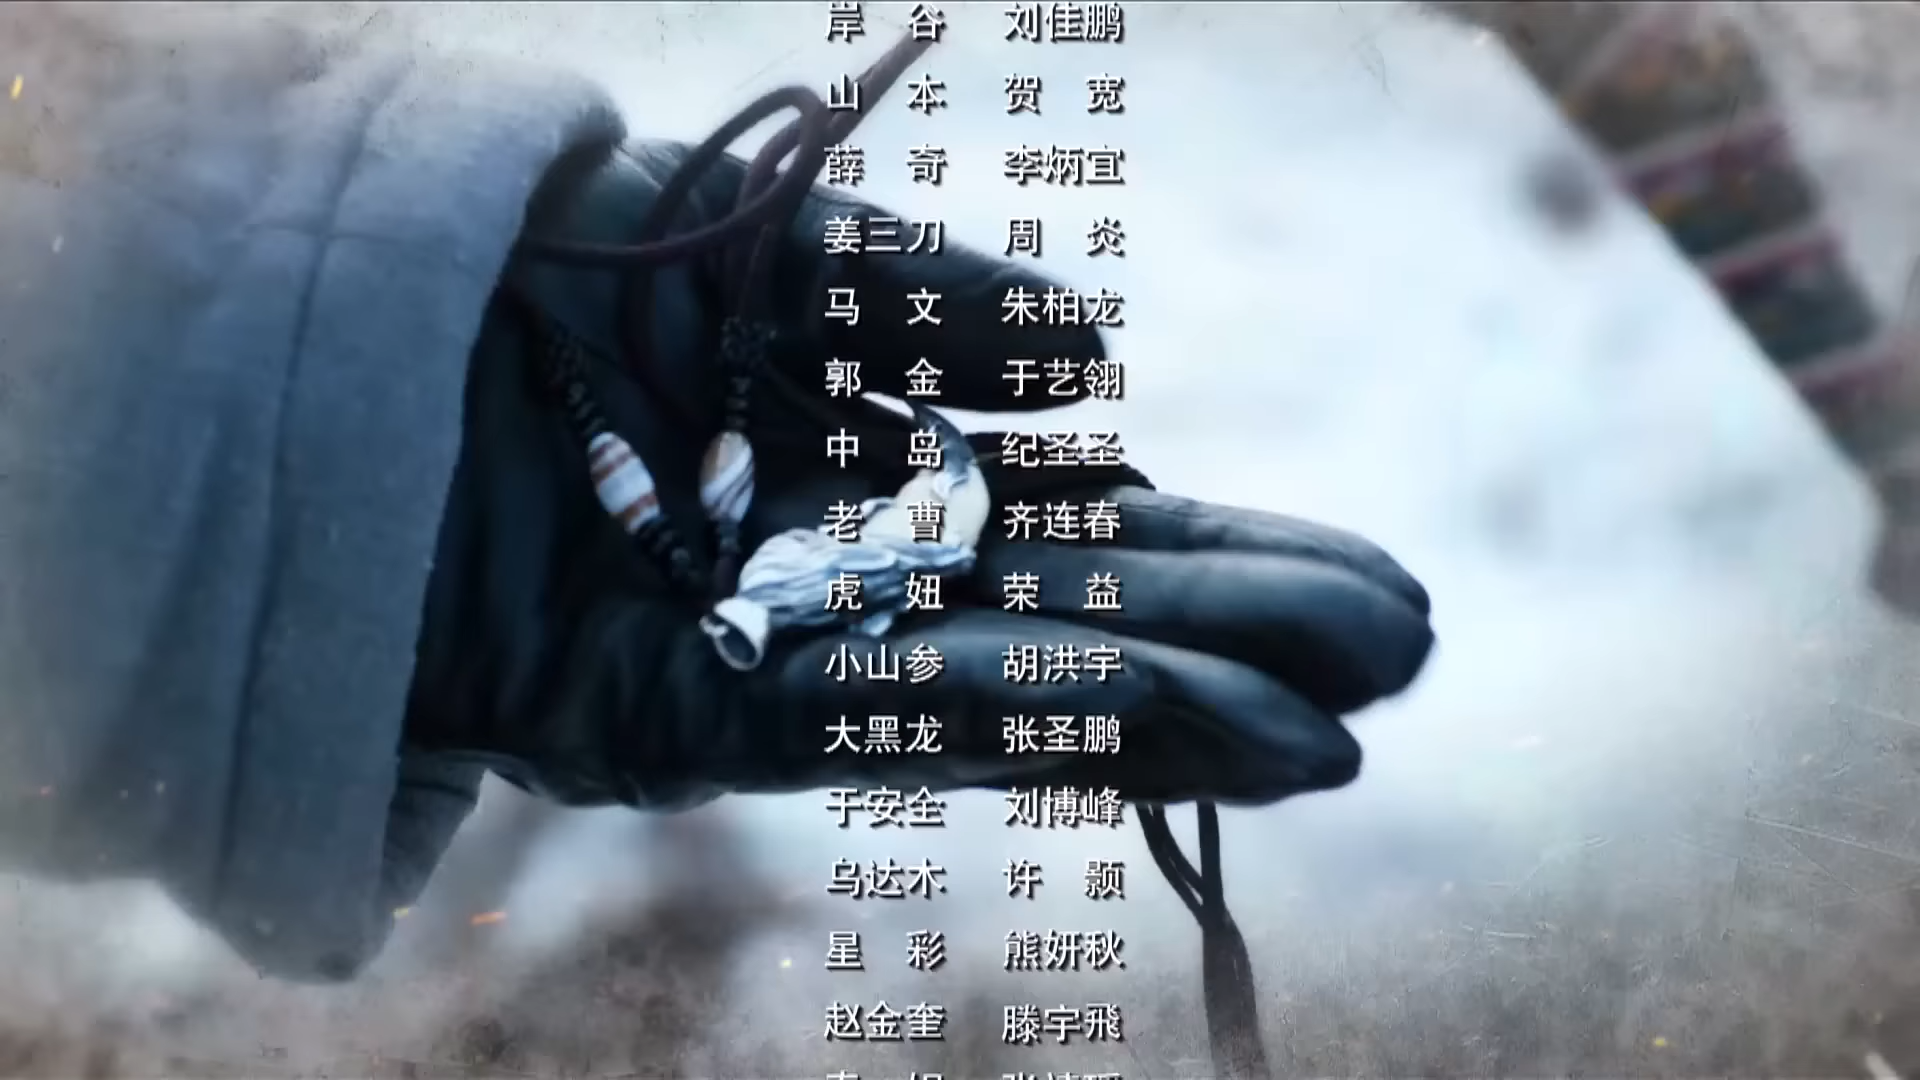 岸谷 刘佳鹏
山本 贺宽
薛奇 李炳宜
姜三刀 周炎
马文 朱柏龙
郭金 于艺翎
中岛 纪圣圣
老曹 齐连春
虎妞 荣益
小山参 胡洪宇
大黑龙 张圣鹏
于安全 刘博峰
乌达木 许颢
星彩 熊妍秋
赵金奎 滕宇飛